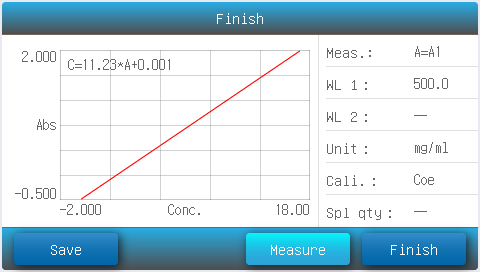 Finish
2.000
C=11.23*A+0.001
Abs
-0.500
-2.000 Conc. 18.00
Meas.: A=A1
WL 1: 500.0
WL 2: —
Unit: mg/ml
Cali.: Coe
Spl qty: —
Save Measure Finish